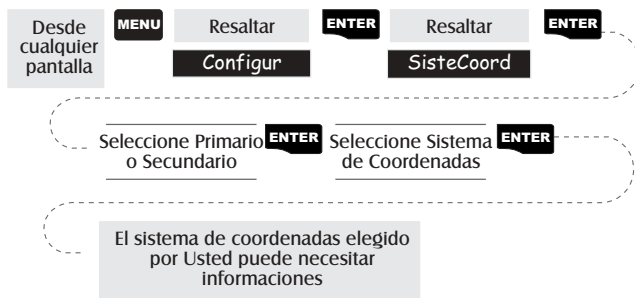 Desde cualquier pantalla
MENU
Resaltar
Configur
ENTER
Resaltar
SisteCoord
ENTER
Seleccione Primario
o Secundario
ENTER
Seleccione Sistema
de Coordenadas
ENTER
El sistema de coordenadas elegido
por Usted puede necesitar
informaciones